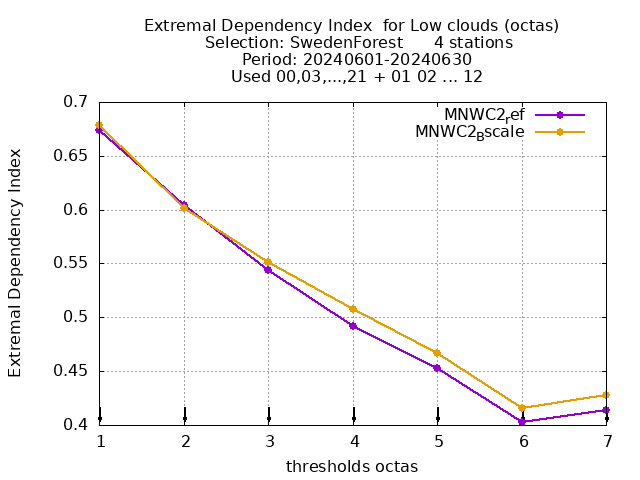 Extremal Dependency Index  for Low clouds (octas)
Selection: SwedenForest      4 stations
Period: 20240601-20240630
Used 00,03,...,21 + 01 02 ... 12
MNWC2ref
MNWC2Bscale
0.7
0.65
0.6
0.55
0.5
0.45
0.4
Extremal Dependency Index
1 2 3 4 5 6 7
thresholds octas